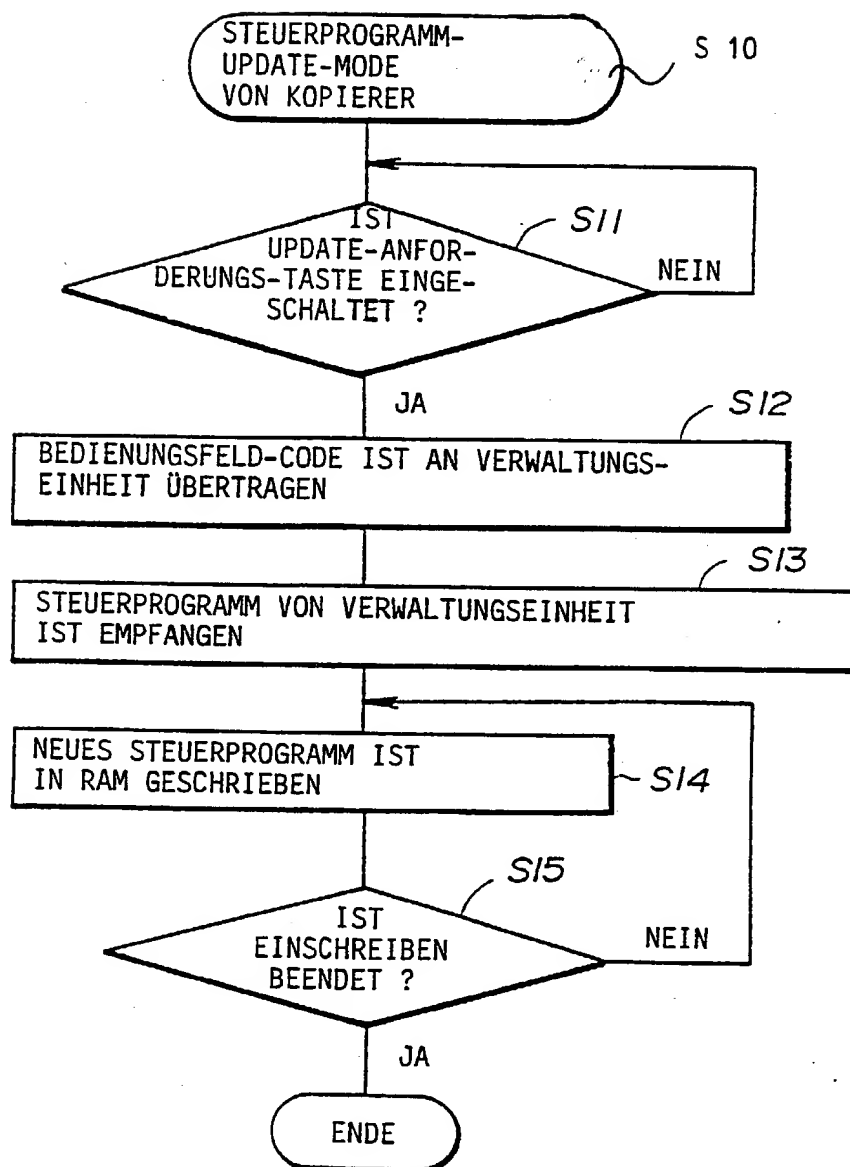 STEUERPROGRAMM-
UPDATE-MODE
VON KOPIERER
S 10
S11
IST
UPDATE-ANFOR-
DERUNGS-TASTE EINGE-
SCHALTET ?
NEIN
JA
S12
BEDIENUNGSFELD-CODE IST AN VERWALTUNGS-
EINHEIT ÜBERTRAGEN
S13
STEUERPROGRAMM VON VERWALTUNGSEINHEIT
IST EMPFANGEN
NEUES STEUERPROGRAMM IST
IN RAM GESCHRIEBEN
S14
S15
IST
EINSCHREIBEN
BEENDET ?
NEIN
JA
ENDE